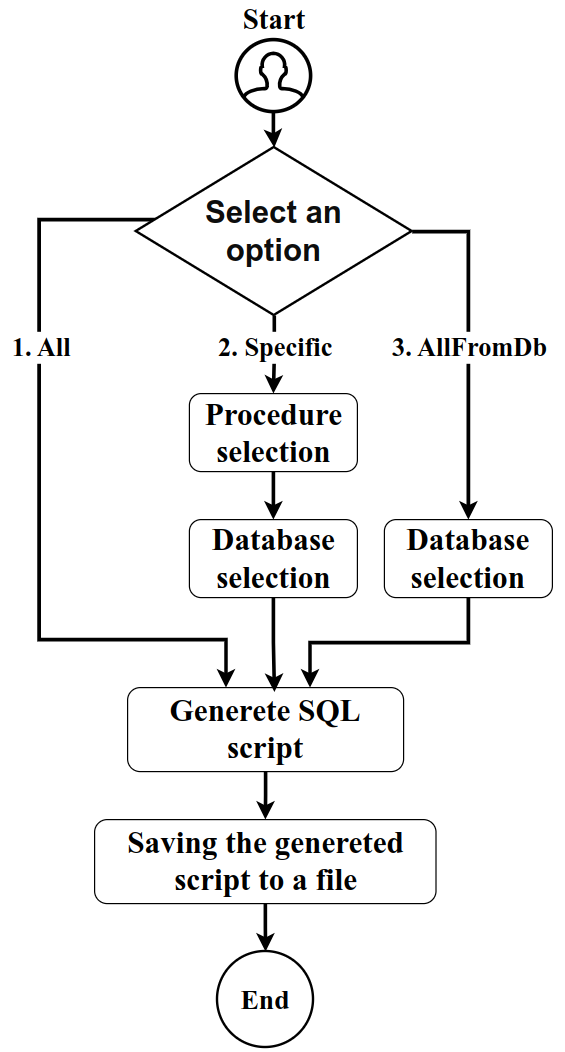 Start
Select an
option
1. All
2. Specific
3. AllFromDb
Procedure
selection
Database
selection
Database
selection
Generete SQL
script
Saving the genereted
script to a file
End